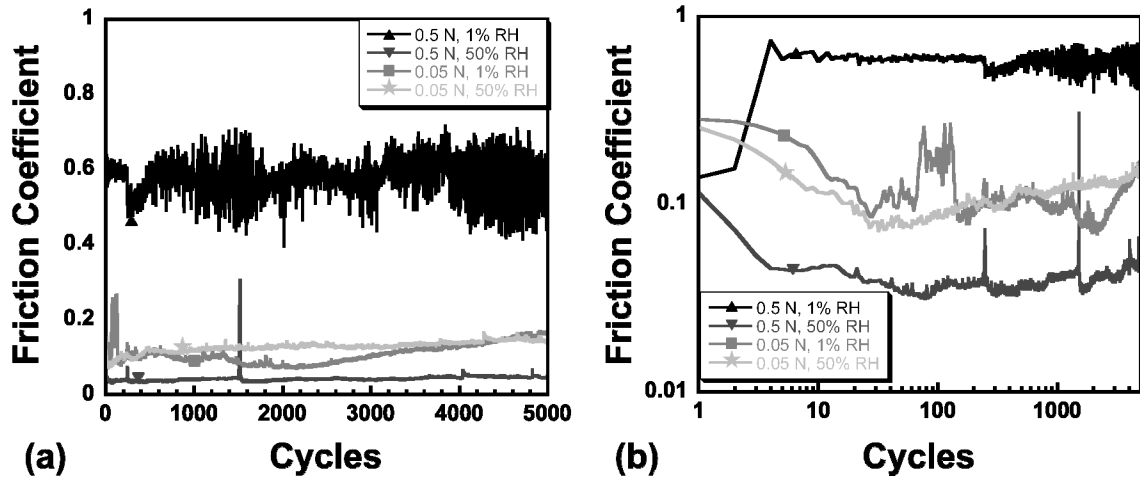 1
0.8
0.6
0.4
0.2
0
Friction Coefficient
0.5 N, 1% RH
0.5 N, 50% RH
0.05 N, 1% RH
0.05 N, 50% RH
0 1000 2000 3000 4000 5000
Cycles
(a)
1
0.1
0.01
Friction Coefficient
0.5 N, 1% RH
0.5 N, 50% RH
0.05 N, 1% RH
0.05 N, 50% RH
1 10 100 1000
Cycles
(b)